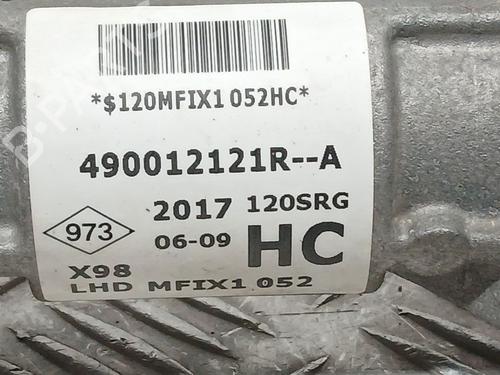 *$120MFIX1 052HC*
490012121R--A
2017 120SRG
973 06-09 HC
X98
LHD MFIX1 052